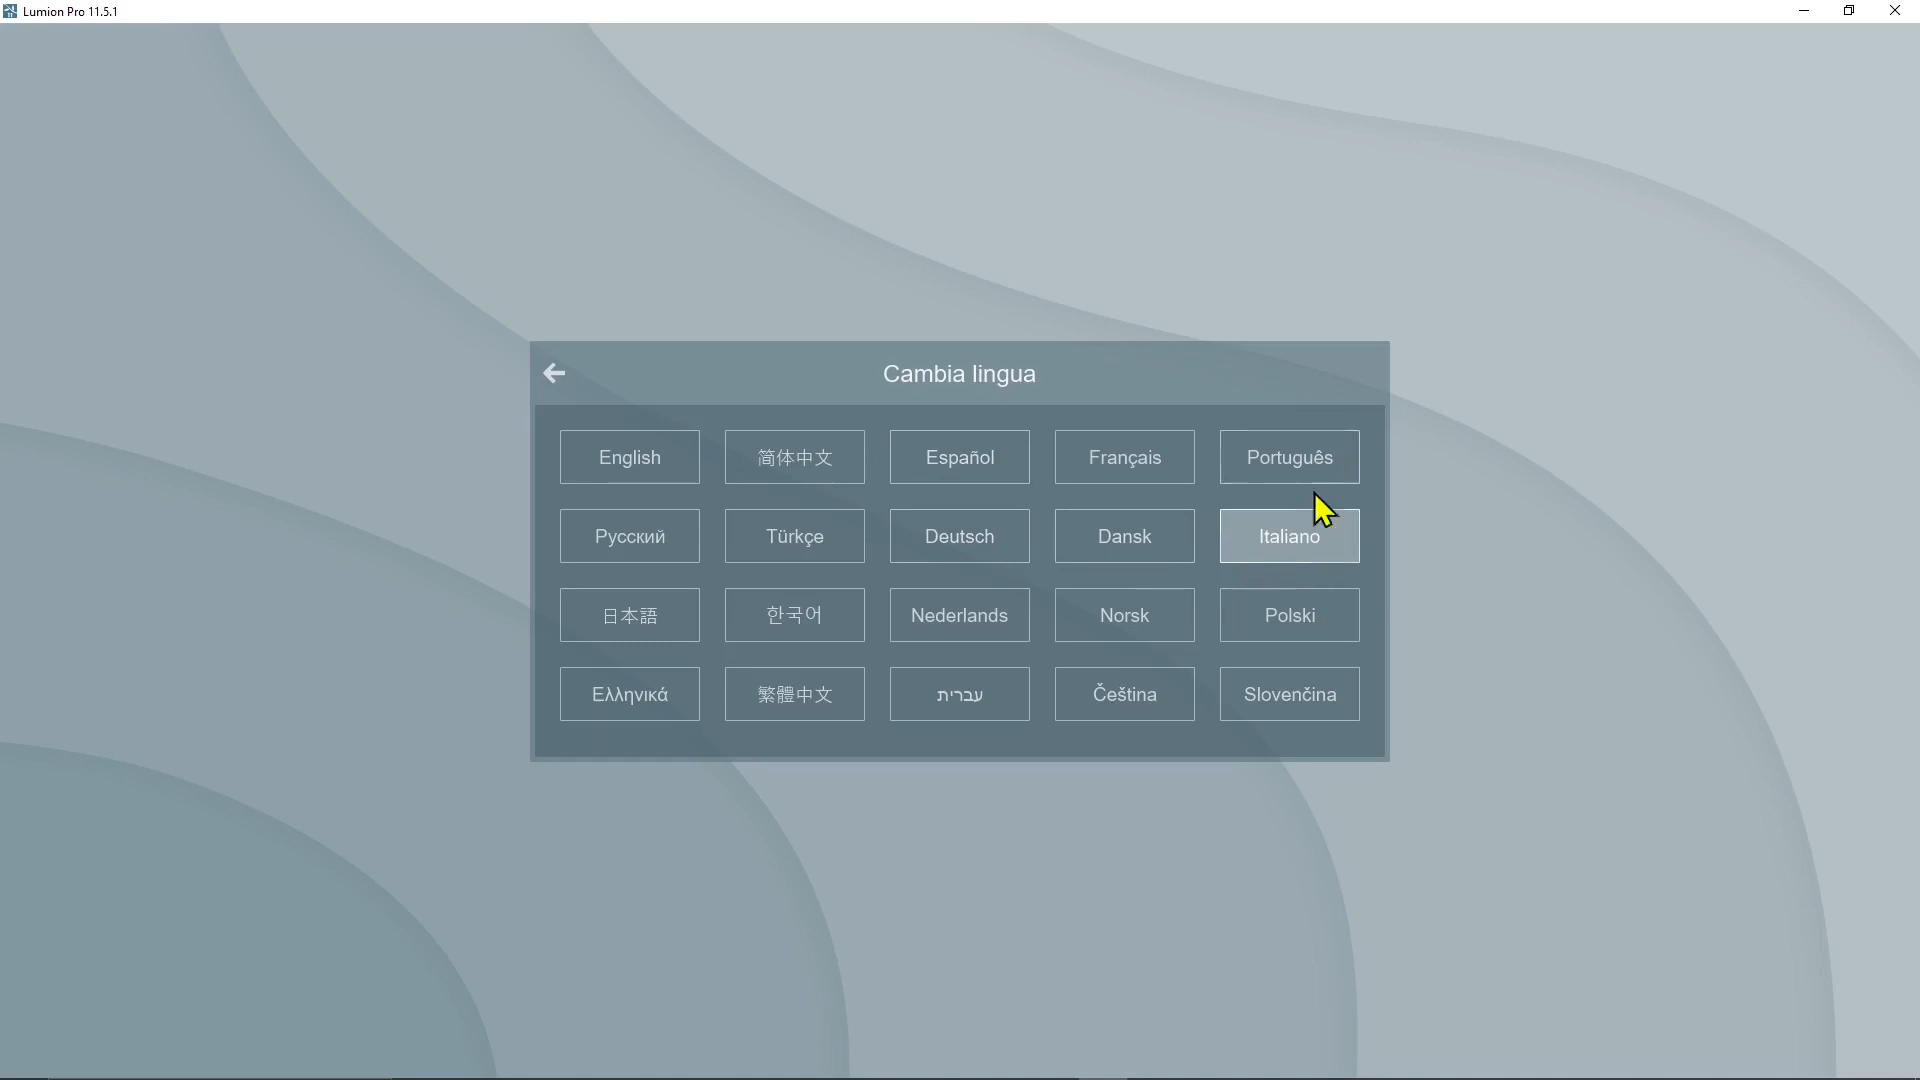 Lumion Pro 11.5.1
Cambia lingua
English 简体中文 Español Français Português
Русский Türkçe Deutsch Dansk Italiano
日本語 한국어 Nederlands Norsk Polski
Ελληνικά 繁體中文 עברית Čeština Slovenčina